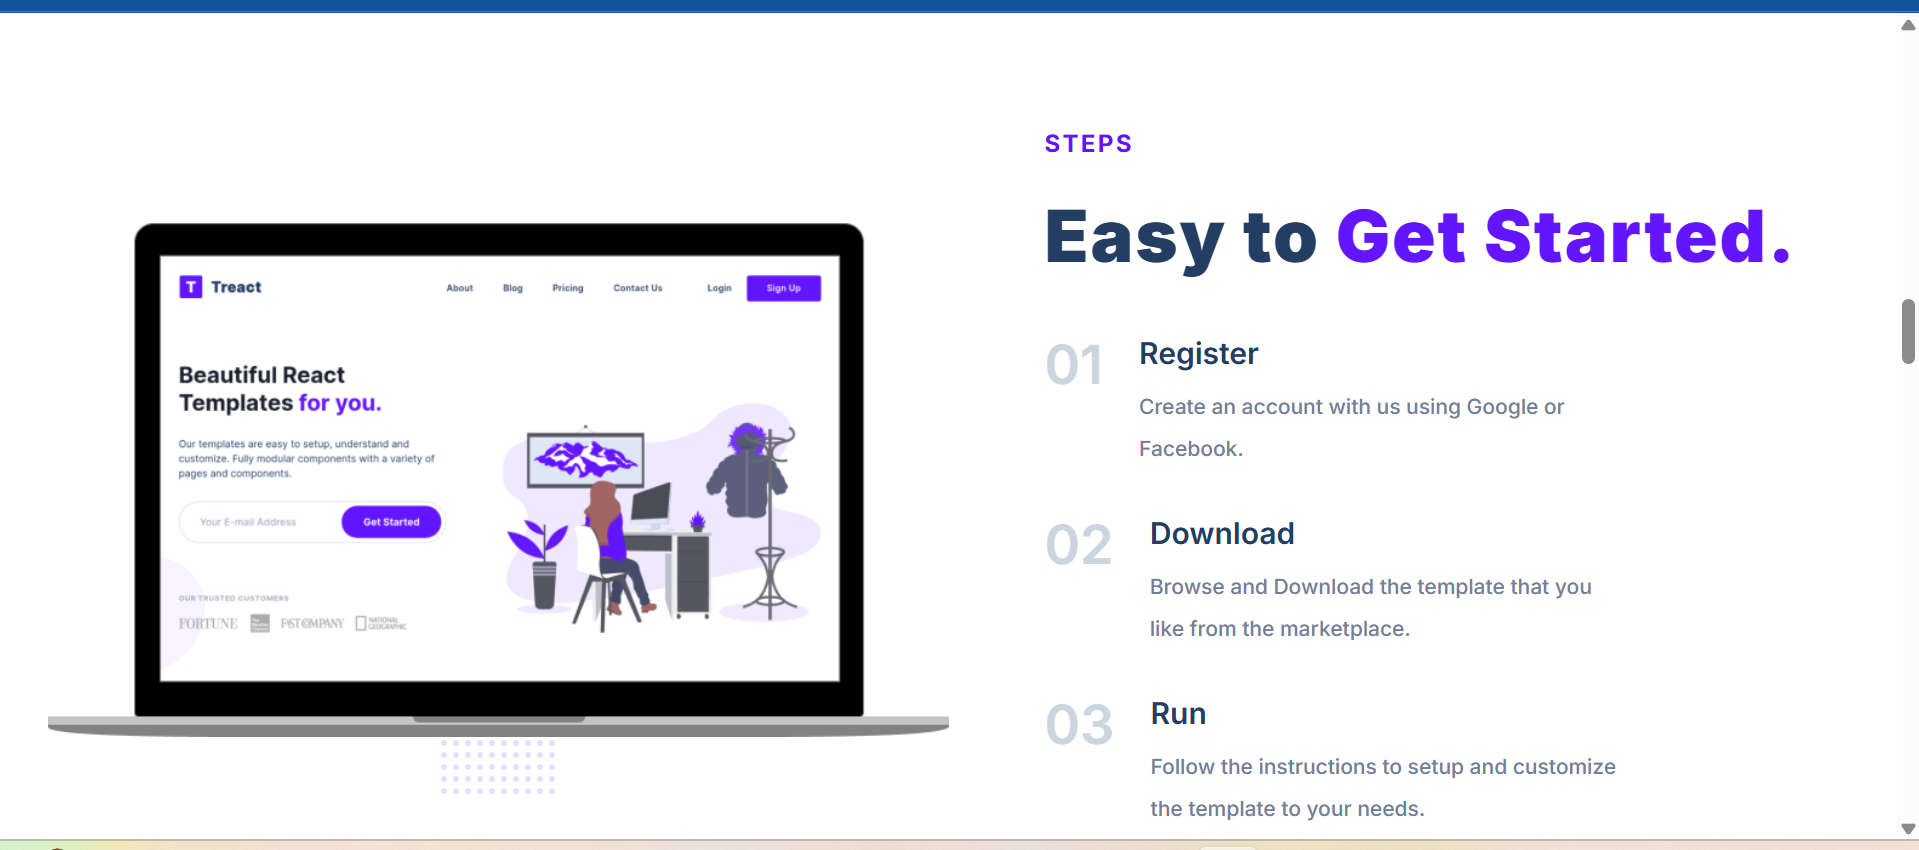 STEPS
Easy to Get Started.
01 Register
Create an account with us using Google or
Facebook.
02 Download
Browse and Download the template that you
like from the marketplace.
03 Run
Follow the instructions to setup and customize
the template to your needs.
T Treact
About Blog Pricing Contact Us Login Sign Up
Beautiful React
Templates for you.
Our templates are easy to setup, understand and
customize. Fully modular components with a variety of
pages and components.
Your E-mail Address Get Started
OUR TRUSTED CUSTOMERS
FORTUNE
FAST COMPANY
NATIONAL
GEOGRAPHIC